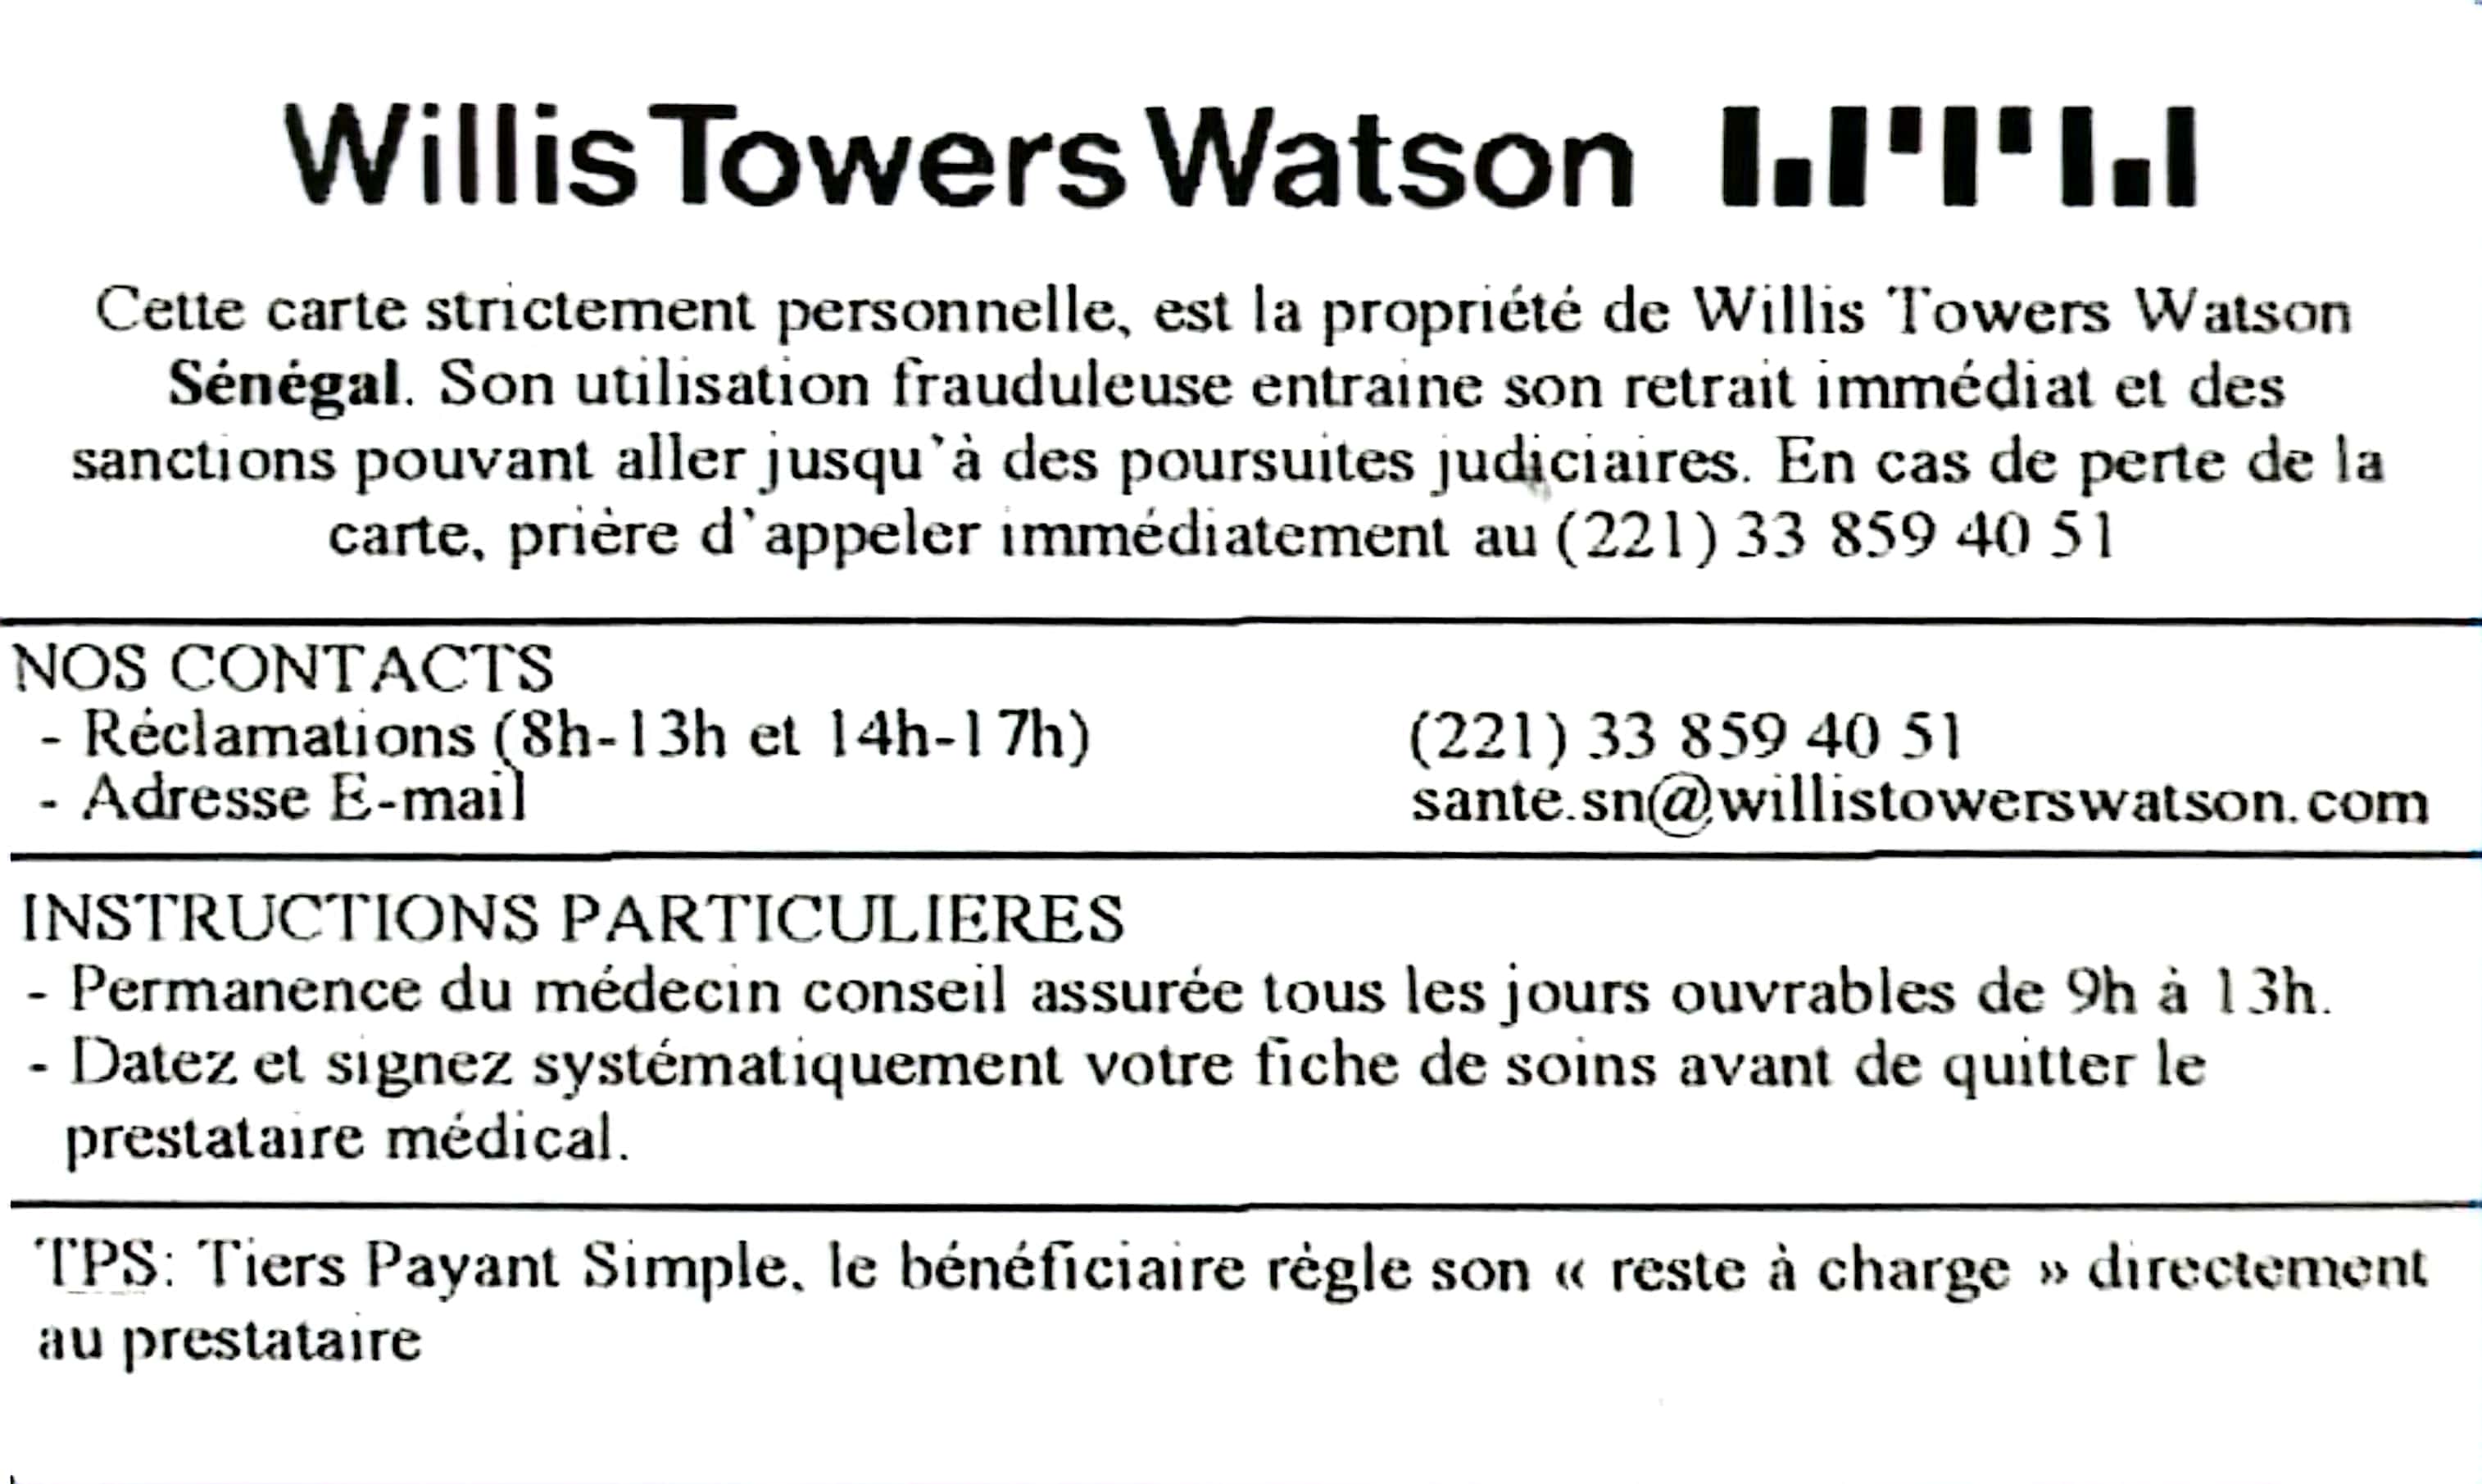 Willis Towers Watson
Cette carte strictement personnelle, est la propriété de Willis Towers Watson
Sénégal. Son utilisation frauduleuse entraine son retrait immédiat et des
sanctions pouvant aller jusqu'à des poursuites judiciaires. En cas de perte de la
carte, prière d'appeler immédiatement au (221) 33 859 40 51
NOS CONTACTS
- Réclamations (8h-13h et 14h-17h) (221) 33 859 40 51
- Adresse E-mail sante.sn@willistowerswatson.com
INSTRUCTIONS PARTICULIERES
- Permanence du médecin conseil assurée tous les jours ouvrables de 9h à 13h.
- Datez et signez systématiquement votre fiche de soins avant de quitter le
prestataire médical.
TPS: Tiers Payant Simple, le bénéficiaire règle son « reste à charge » directement
au prestataire